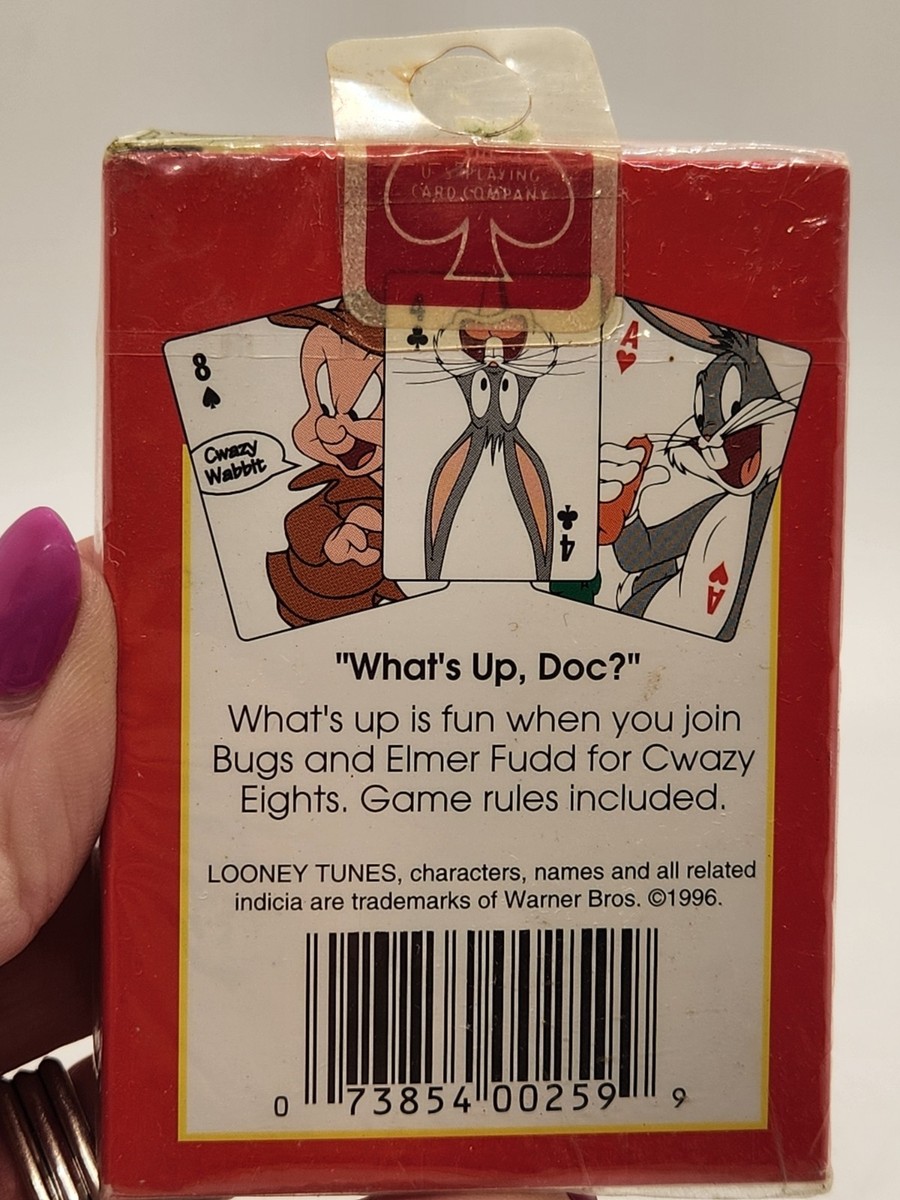 THE
U.S. PLAYING
CARD COMPANY
8
Cwazy
Wabbit
4
4
A
A
"What's Up, Doc?"
What's up is fun when you join
Bugs and Elmer Fudd for Cwazy
Eights. Game rules included.
LOONEY TUNES, characters, names and all related
indicia are trademarks of Warner Bros. ©1996.
0 73854 00259 9